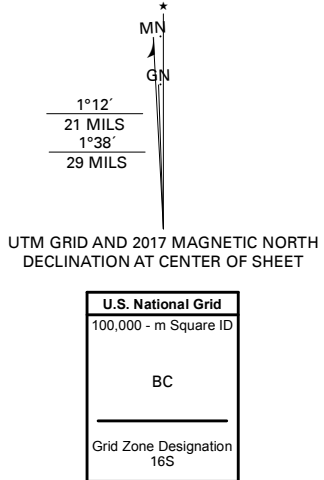 MN
GN
1°12´
21 MILS
1°38´
29 MILS
UTM GRID AND 2017 MAGNETIC NORTH
DECLINATION AT CENTER OF SHEET
U.S. National Grid
100,000 - m Square ID
BC
Grid Zone Designation
16S